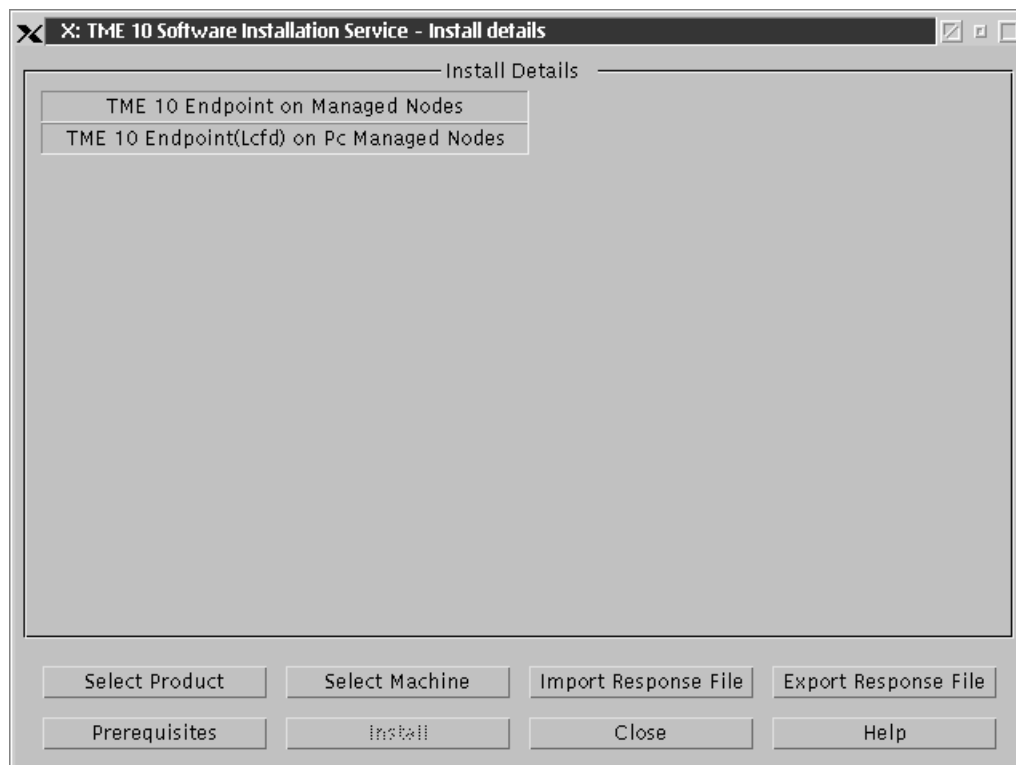 X: TME 10 Software Installation Service - Install details
Install Details
TME 10 Endpoint on Managed Nodes
TME 10 Endpoint(Lcfd) on Pc Managed Nodes
Select Product Select Machine Import Response File Export Response File
Prerequisites Install Close Help